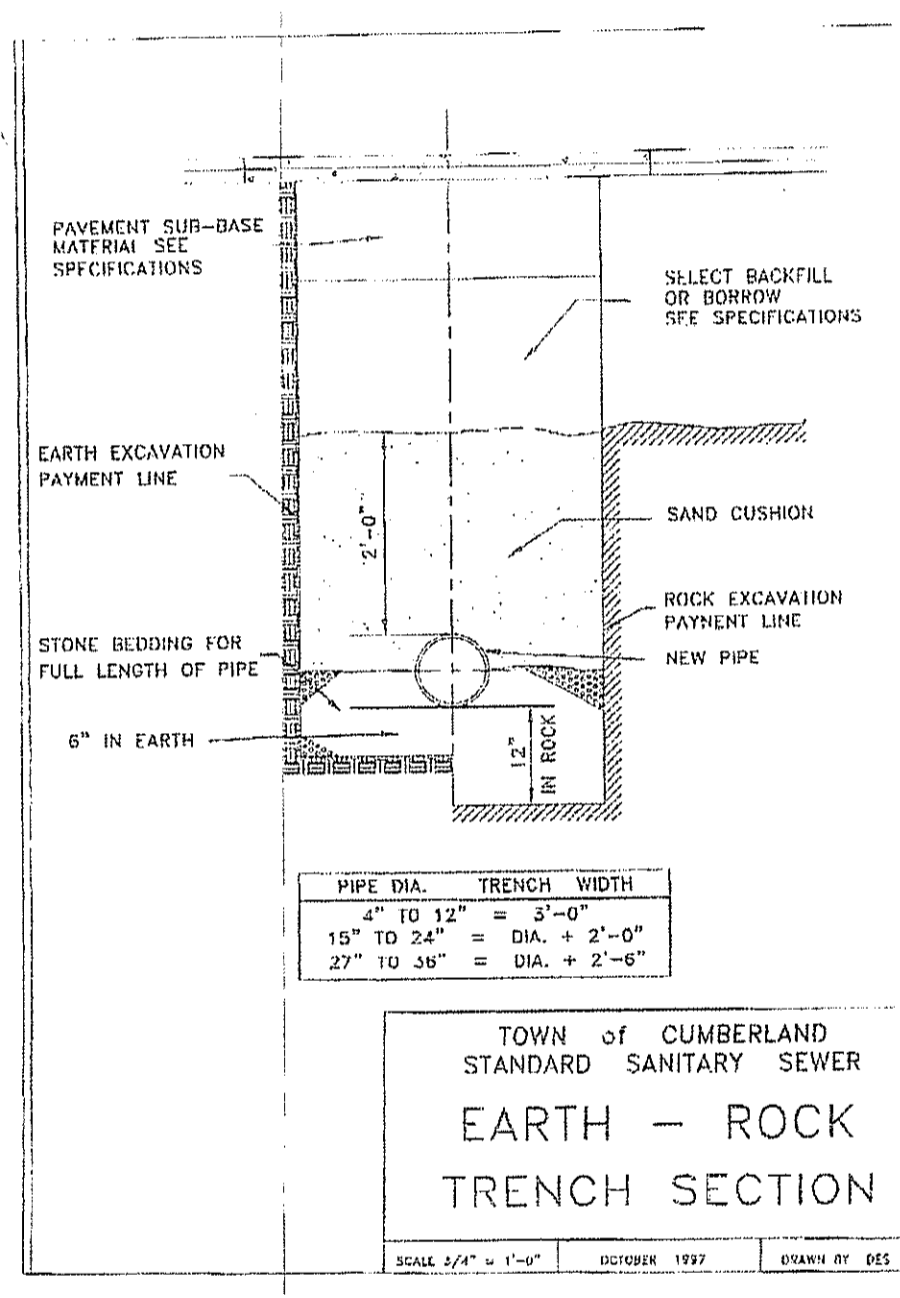 PAVEMENT SUB-BASE
MATERIAL SEE
SPECIFICATIONS
SELECT BACKFILL
OR BORROW
SEE SPECIFICATIONS
EARTH EXCAVATION
PAYMENT LINE
2'-0"
SAND CUSHION
ROCK EXCAVATION
PAYMENT LINE
STONE BEDDING FOR
FULL LENGTH OF PIPE
NEW PIPE
6" IN EARTH
12"
IN ROCK
PIPE DIA. TRENCH WIDTH
4" TO 12" = 3'-0"
15" TO 24" = DIA. + 2'-0"
27" TO 36" = DIA. + 2'-6"
TOWN of CUMBERLAND
STANDARD SANITARY SEWER
EARTH - ROCK
TRENCH SECTION
SCALE 3/4" = 1'-0"
OCTOBER 1997
DRAWN BY DES